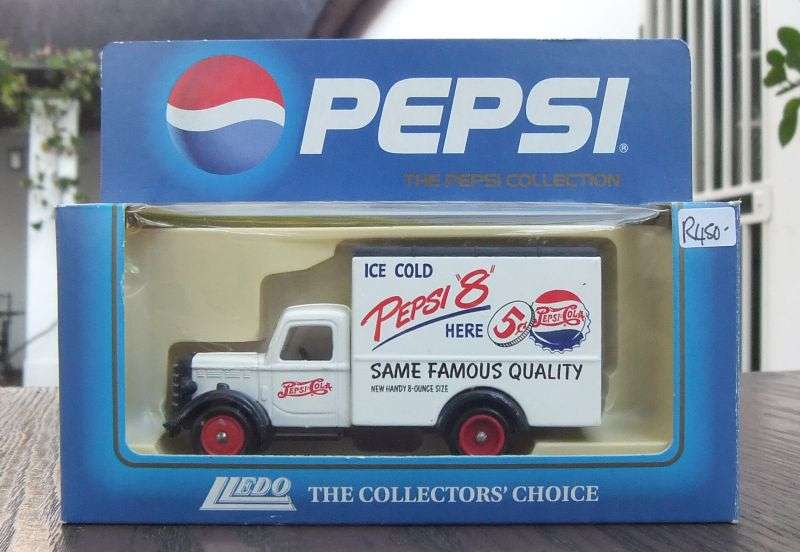 PEPSI®
THE PEPSI COLLECTION
R450-
ICE COLD
PEPSI "8"
HERE
5¢
PEPSI-COLA
SAME FAMOUS QUALITY
NEW HANDY 8-OUNCE SIZE
PEPSI-COLA
LLEDO THE COLLECTORS' CHOICE